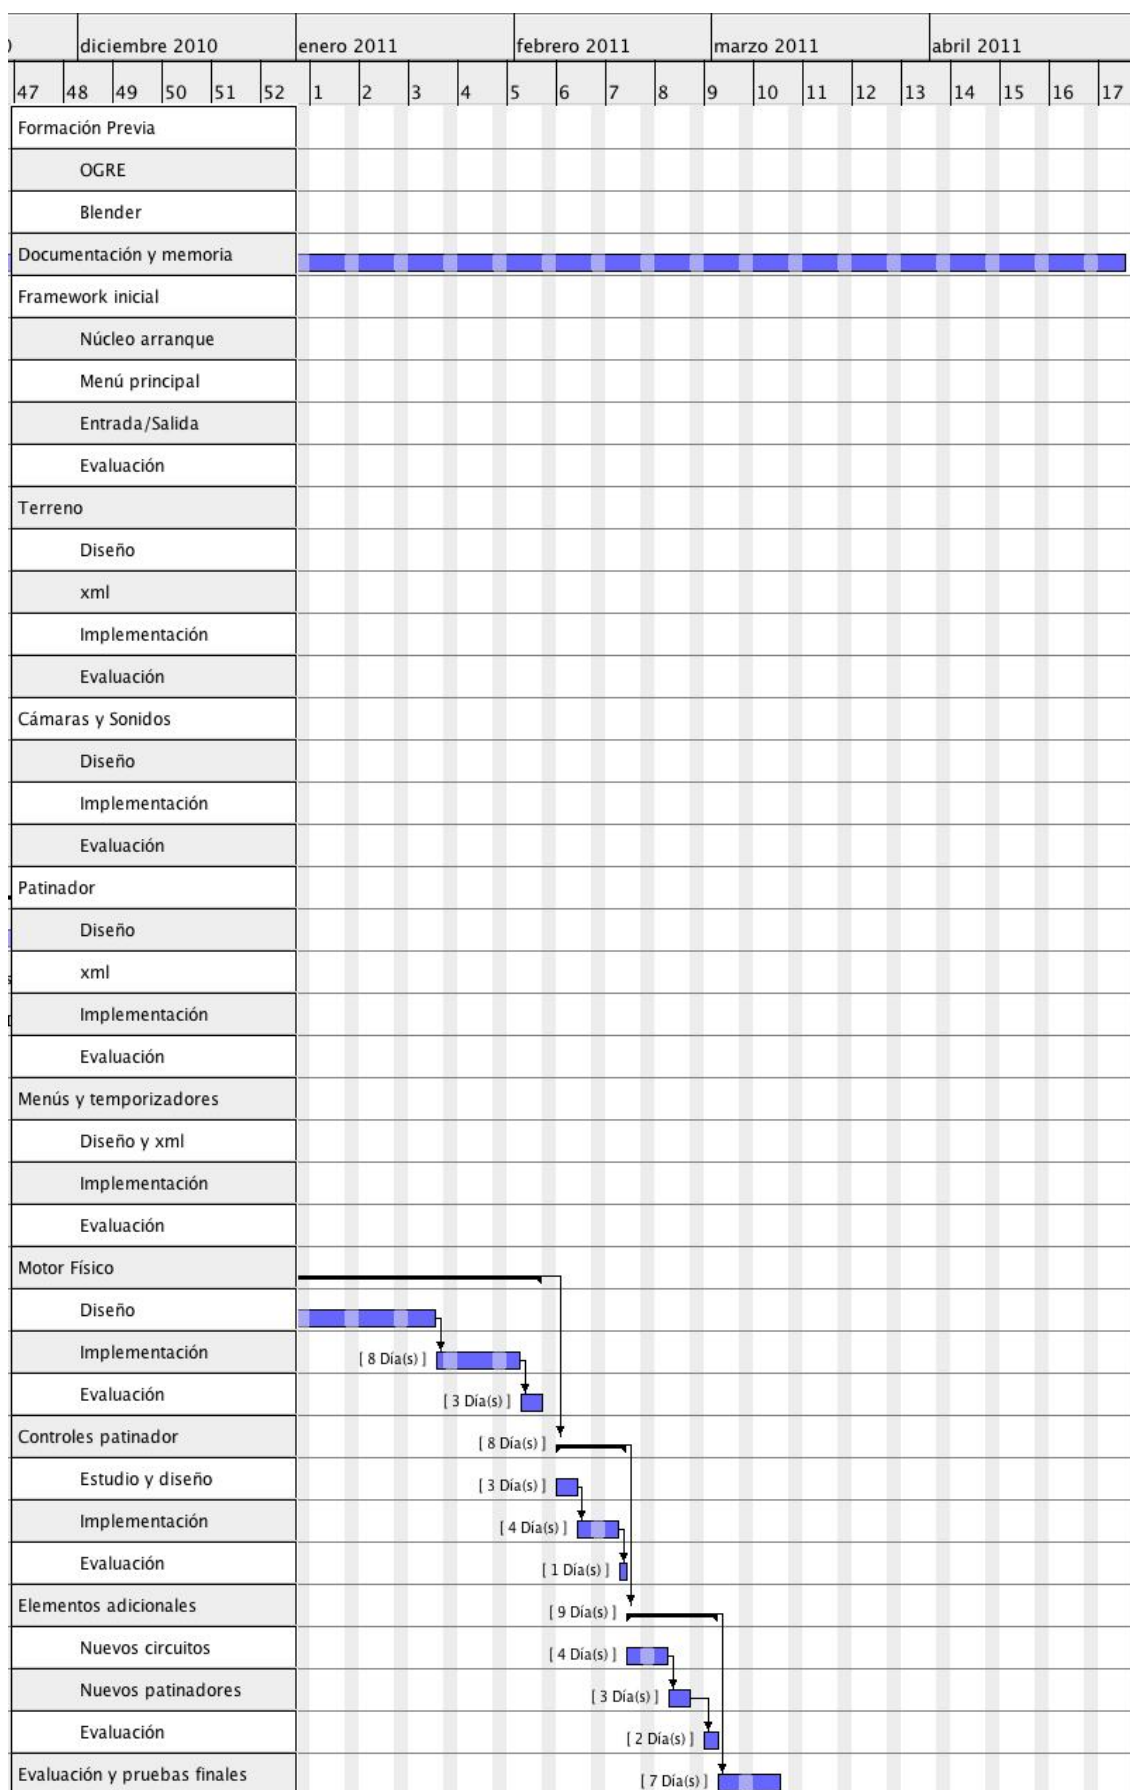 diciembre 2010 enero 2011 febrero 2011 marzo 2011 abril 2011
47 48 49 50 51 52 1 2 3 4 5 6 7 8 9 10 11 12 13 14 15 16 17
Formación Previa
OGRE
Blender
Documentación y memoria
Framework inicial
Núcleo arranque
Menú principal
Entrada/Salida
Evaluación
Terreno
Diseño
xml
Implementación
Evaluación
Cámaras y Sonidos
Diseño
Implementación
Evaluación
Patinador
Diseño
xml
Implementación
Evaluación
Menús y temporizadores
Diseño y xml
Implementación
Evaluación
Motor Físico
Diseño
Implementación [ 8 Día(s) ]
Evaluación [ 3 Día(s) ]
Controles patinador [ 8 Día(s) ]
Estudio y diseño [ 3 Día(s) ]
Implementación [ 4 Día(s) ]
Evaluación [ 1 Día(s) ]
Elementos adicionales [ 9 Día(s) ]
Nuevos circuitos [ 4 Día(s) ]
Nuevos patinadores [ 3 Día(s) ]
Evaluación [ 2 Día(s) ]
Evaluación y pruebas finales [ 7 Día(s) ]